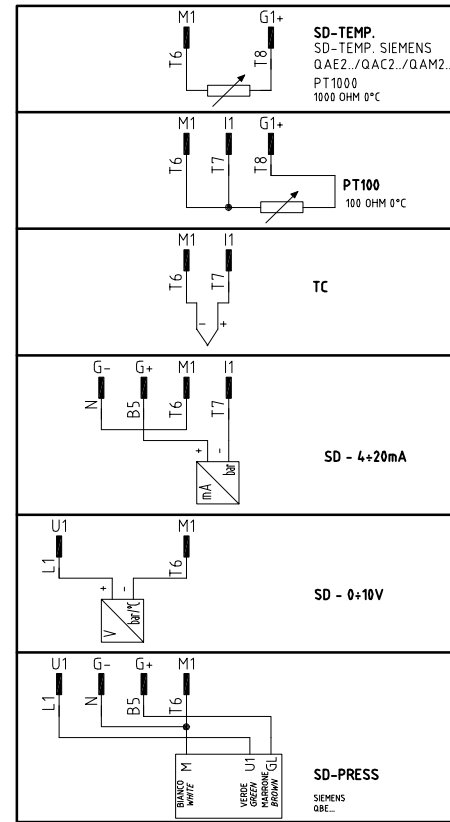 M1 G1+
T6 T8
SD-TEMP.
SD-TEMP. SIEMENS
QAE2../QAC2../QAM2..
PT1000
1000 OHM 0°C
M1 I1 G1+
T6 T7 T8
PT100
100 OHM 0°C
M1 I1
T6 T7
- +
TC
G- G+ M1 I1
N B5 T6 T7
+ -
mA bar
SD - 4÷20mA
U1 M1
L1 T6
+ -
V bar/°C
SD - 0÷10V
U1 G- G+ M1
L1 N B5 T6
M U1 GL
BIANCO VERDE MARRONE
WHITE GREEN BROWN
SD-PRESS
SIEMENS
QBE...